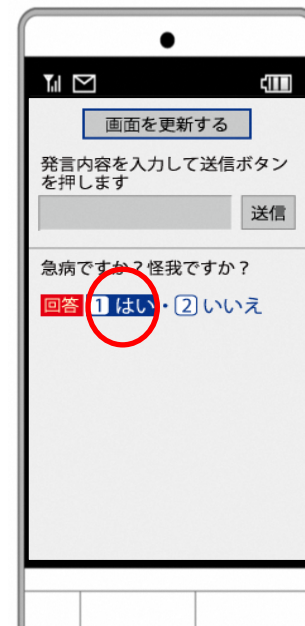 画面を更新する
発言内容を入力して送信ボタン
を押します
送信
急病ですか？怪我ですか？
回答 1 はい・2 いいえ